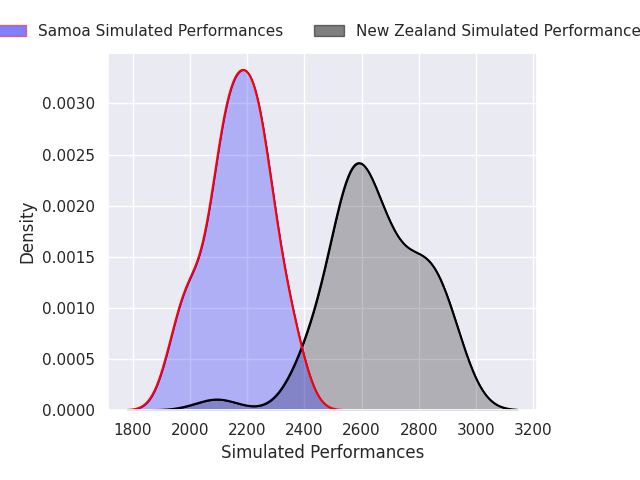 Samoa Simulated Performances
New Zealand Simulated Performance
0.0030
0.0025
0.0020
0.0015
0.0010
0.0005
0.0000
Density
1800 2000 2200 2400 2600 2800 3000 3200
Simulated Performances